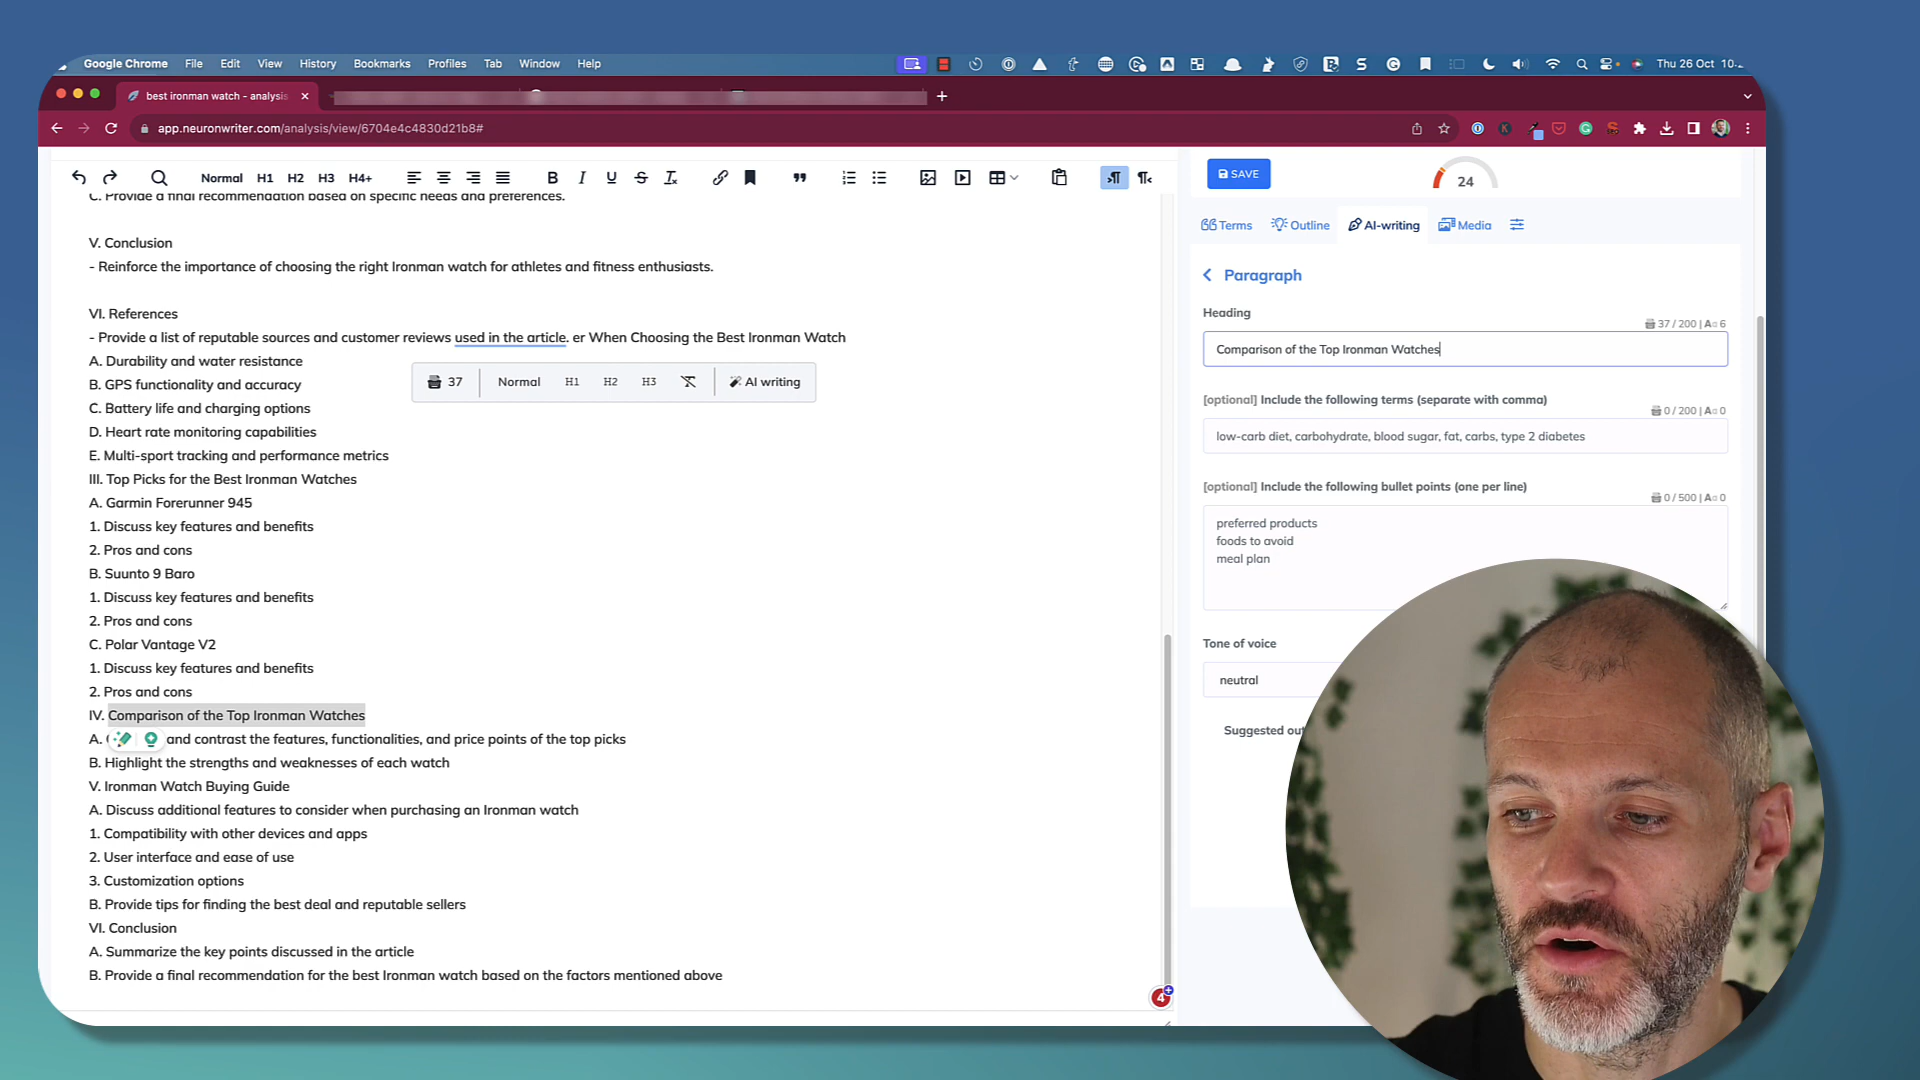 Google Chrome File Edit View History Bookmarks Profiles Tab Window Help Thu 26 Oct
best ironman watch - analysis
app.neuronwriter.com/analysis/view/6704e4c4830d21b8#
Normal H1 H2 H3 H4+ B I U S
C. Provide a final recommendation based on specific needs and preferences.
V. Conclusion
- Reinforce the importance of choosing the right Ironman watch for athletes and fitness enthusiasts.
VI. References
- Provide a list of reputable sources and customer reviews used in the article. er When Choosing the Best Ironman Watch
A. Durability and water resistance
B. GPS functionality and accuracy
C. Battery life and charging options
D. Heart rate monitoring capabilities
E. Multi-sport tracking and performance metrics
III. Top Picks for the Best Ironman Watches
A. Garmin Forerunner 945
1. Discuss key features and benefits
2. Pros and cons
B. Suunto 9 Baro
1. Discuss key features and benefits
2. Pros and cons
C. Polar Vantage V2
1. Discuss key features and benefits
2. Pros and cons
IV. Comparison of the Top Ironman Watches
A. and contrast the features, functionalities, and price points of the top picks
B. Highlight the strengths and weaknesses of each watch
V. Ironman Watch Buying Guide
A. Discuss additional features to consider when purchasing an Ironman watch
1. Compatibility with other devices and apps
2. User interface and ease of use
3. Customization options
B. Provide tips for finding the best deal and reputable sellers
VI. Conclusion
A. Summarize the key points discussed in the article
B. Provide a final recommendation for the best Ironman watch based on the factors mentioned above
37 Normal H1 H2 H3 AI writing
4
SAVE
24
Terms Outline AI-writing Media
Paragraph
Heading
37 / 200 | A 6
Comparison of the Top Ironman Watches
[optional] Include the following terms (separate with comma)
0 / 200 | A 0
low-carb diet, carbohydrate, blood sugar, fat, carbs, type 2 diabetes
[optional] Include the following bullet points (one per line)
0 / 500 | A 0
preferred products
foods to avoid
meal plan
Tone of voice
neutral
Suggested